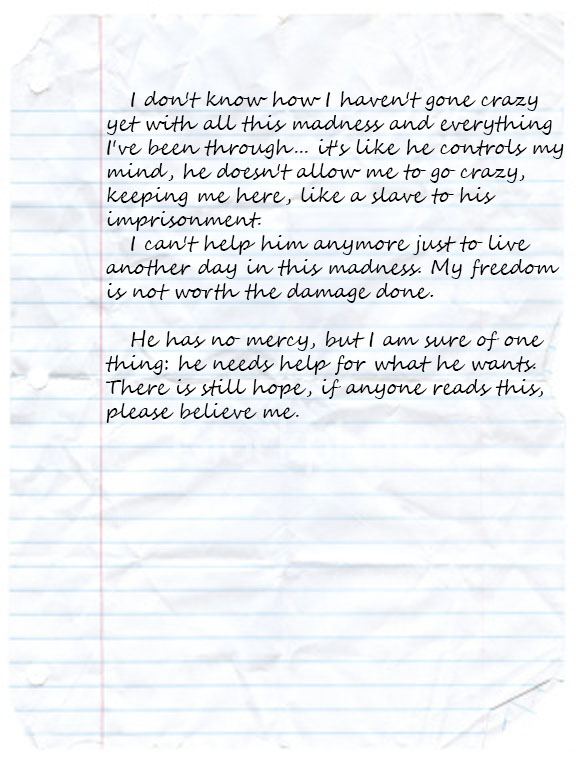 I don't know how I haven't gone crazy
yet with all this madness and everything
I've been through... it's like he controls my
mind, he doesn't allow me to go crazy,
keeping me here, like a slave to his
imprisonment.
I can't help him anymore just to live
another day in this madness. My freedom
is not worth the damage done.
He has no mercy, but I am sure of one
thing: he needs help for what he wants.
There is still hope, if anyone reads this,
please believe me.